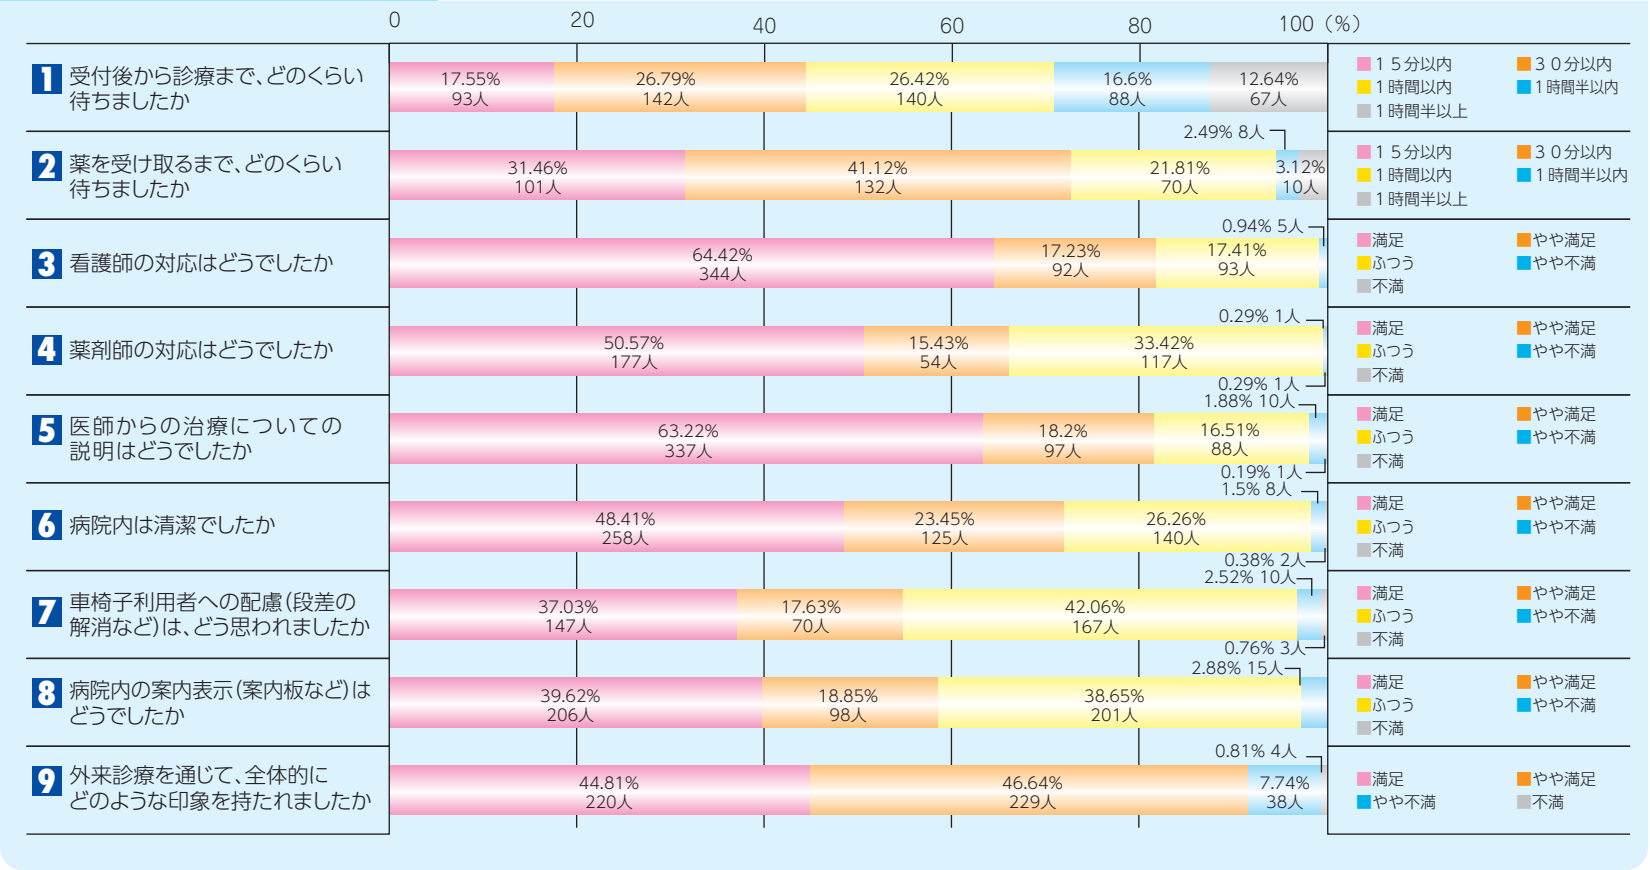 0 20 40 60 80 100 (%)
1 受付後から診療まで、どのくらい
待ちましたか
17.55% 26.79% 26.42% 16.6% 12.64%
93人 142人 140人 88人 67人
■15分以内 ■30分以内
■1時間以内 ■1時間半以内
■1時間半以上
2 薬を受け取るまで、どのくらい
待ちましたか
2.49% 8人
31.46% 41.12% 21.81% 3.12%
101人 132人 70人 10人
■15分以内 ■30分以内
■1時間以内 ■1時間半以内
■1時間半以上
3 看護師の対応はどうでしたか
0.94% 5人
64.42% 17.23% 17.41%
344人 92人 93人
■満足 ■やや満足
■ふつう ■やや不満
■不満
4 薬剤師の対応はどうでしたか
0.29% 1人
50.57% 15.43% 33.42%
177人 54人 117人
0.29% 1人
■満足 ■やや満足
■ふつう ■やや不満
■不満
5 医師からの治療についての
説明はどうでしたか
1.88% 10人
63.22% 18.2% 16.51%
337人 97人 88人
0.19% 1人
■満足 ■やや満足
■ふつう ■やや不満
■不満
6 病院内は清潔でしたか
1.5% 8人
48.41% 23.45% 26.26%
258人 125人 140人
0.38% 2人
■満足 ■やや満足
■ふつう ■やや不満
■不満
7 車椅子利用者への配慮(段差の
解消など)は、どう思われましたか
2.52% 10人
37.03% 17.63% 42.06%
147人 70人 167人
0.76% 3人
■満足 ■やや満足
■ふつう ■やや不満
■不満
8 病院内の案内表示(案内板など)は
どうでしたか
2.88% 15人
39.62% 18.85% 38.65%
206人 98人 201人
■満足 ■やや満足
■ふつう ■やや不満
■不満
9 外来診療を通じて、全体的に
どのような印象を持たれましたか
0.81% 4人
44.81% 46.64% 7.74%
220人 229人 38人
■満足 ■やや満足
■やや不満 ■不満